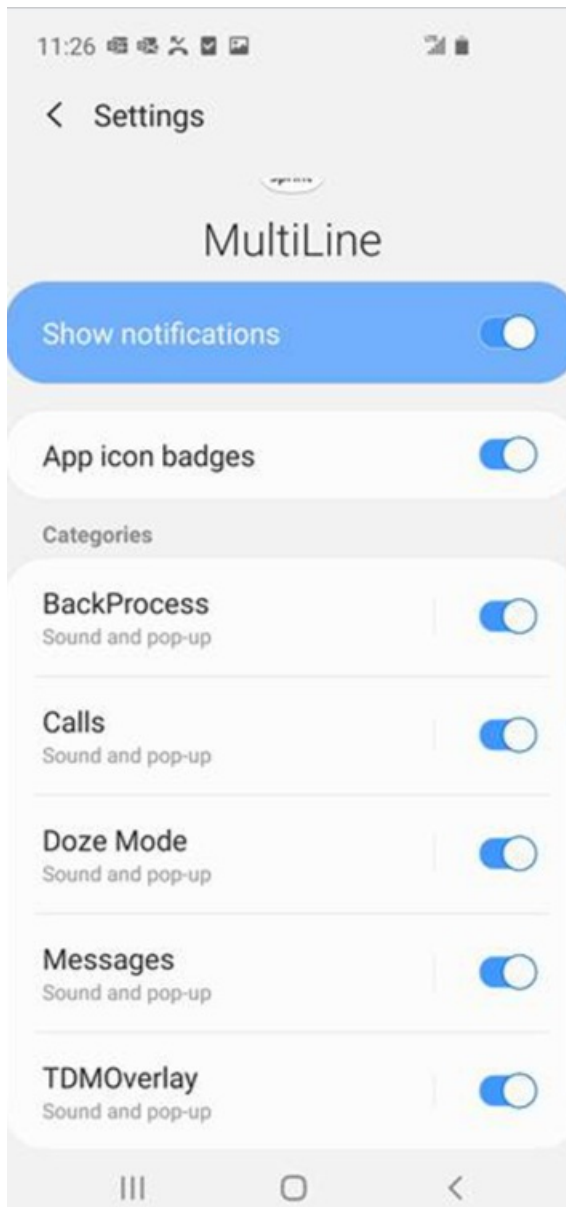 11:26
Settings
MultiLine
Show notifications
App icon badges
Categories
BackProcess
Sound and pop-up
Calls
Sound and pop-up
Doze Mode
Sound and pop-up
Messages
Sound and pop-up
TDMOverlay
Sound and pop-up